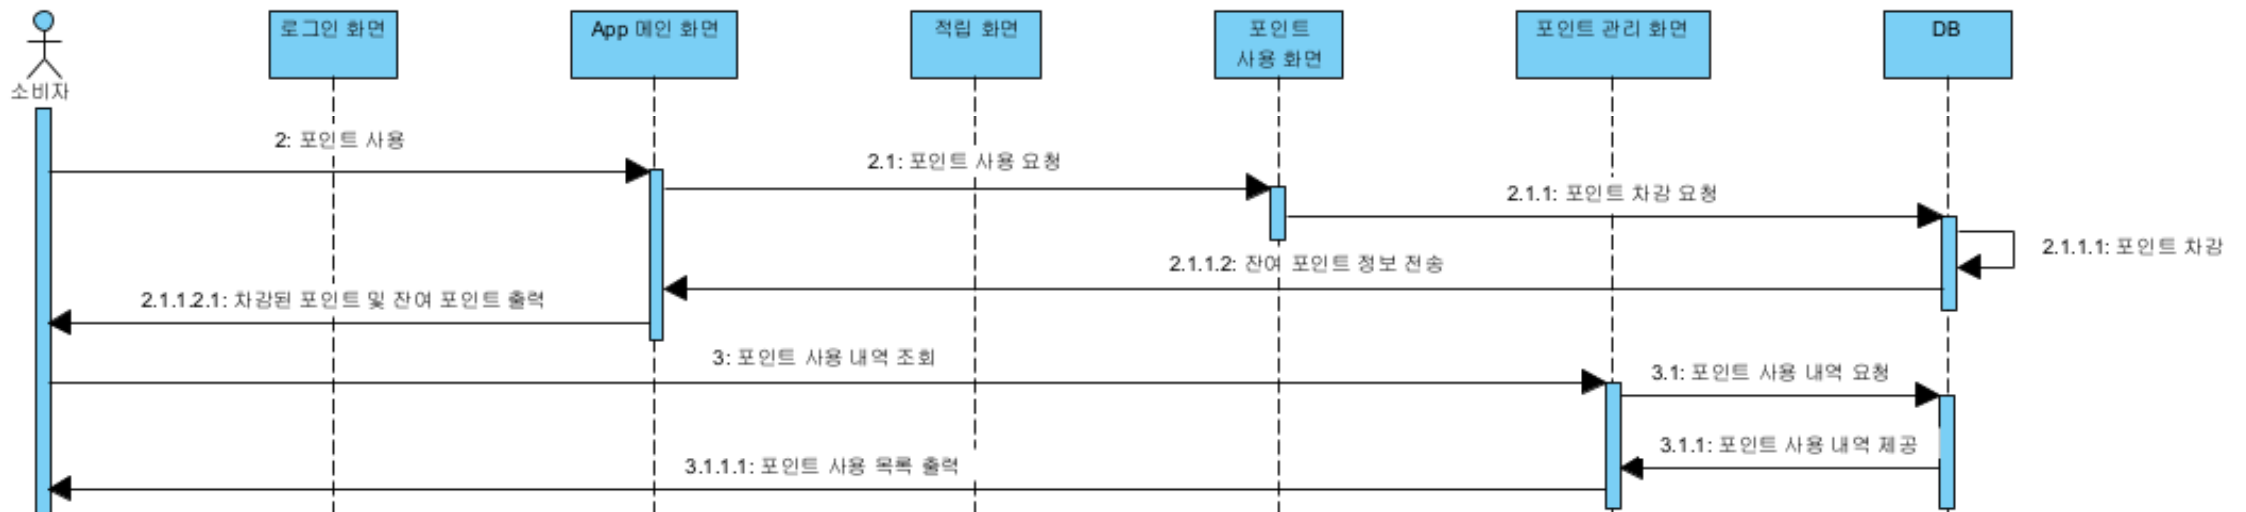 로그인 화면
App 메인 화면
적립 화면
포인트
사용 화면
포인트 관리 화면
DB
소비자
2: 포인트 사용
2.1: 포인트 사용 요청
2.1.1: 포인트 차감 요청
2.1.1.1: 포인트 차감
2.1.1.2: 잔여 포인트 정보 전송
2.1.1.2.1: 차감된 포인트 및 잔여 포인트 출력
3: 포인트 사용 내역 조회
3.1: 포인트 사용 내역 요청
3.1.1: 포인트 사용 내역 제공
3.1.1.1: 포인트 사용 목록 출력